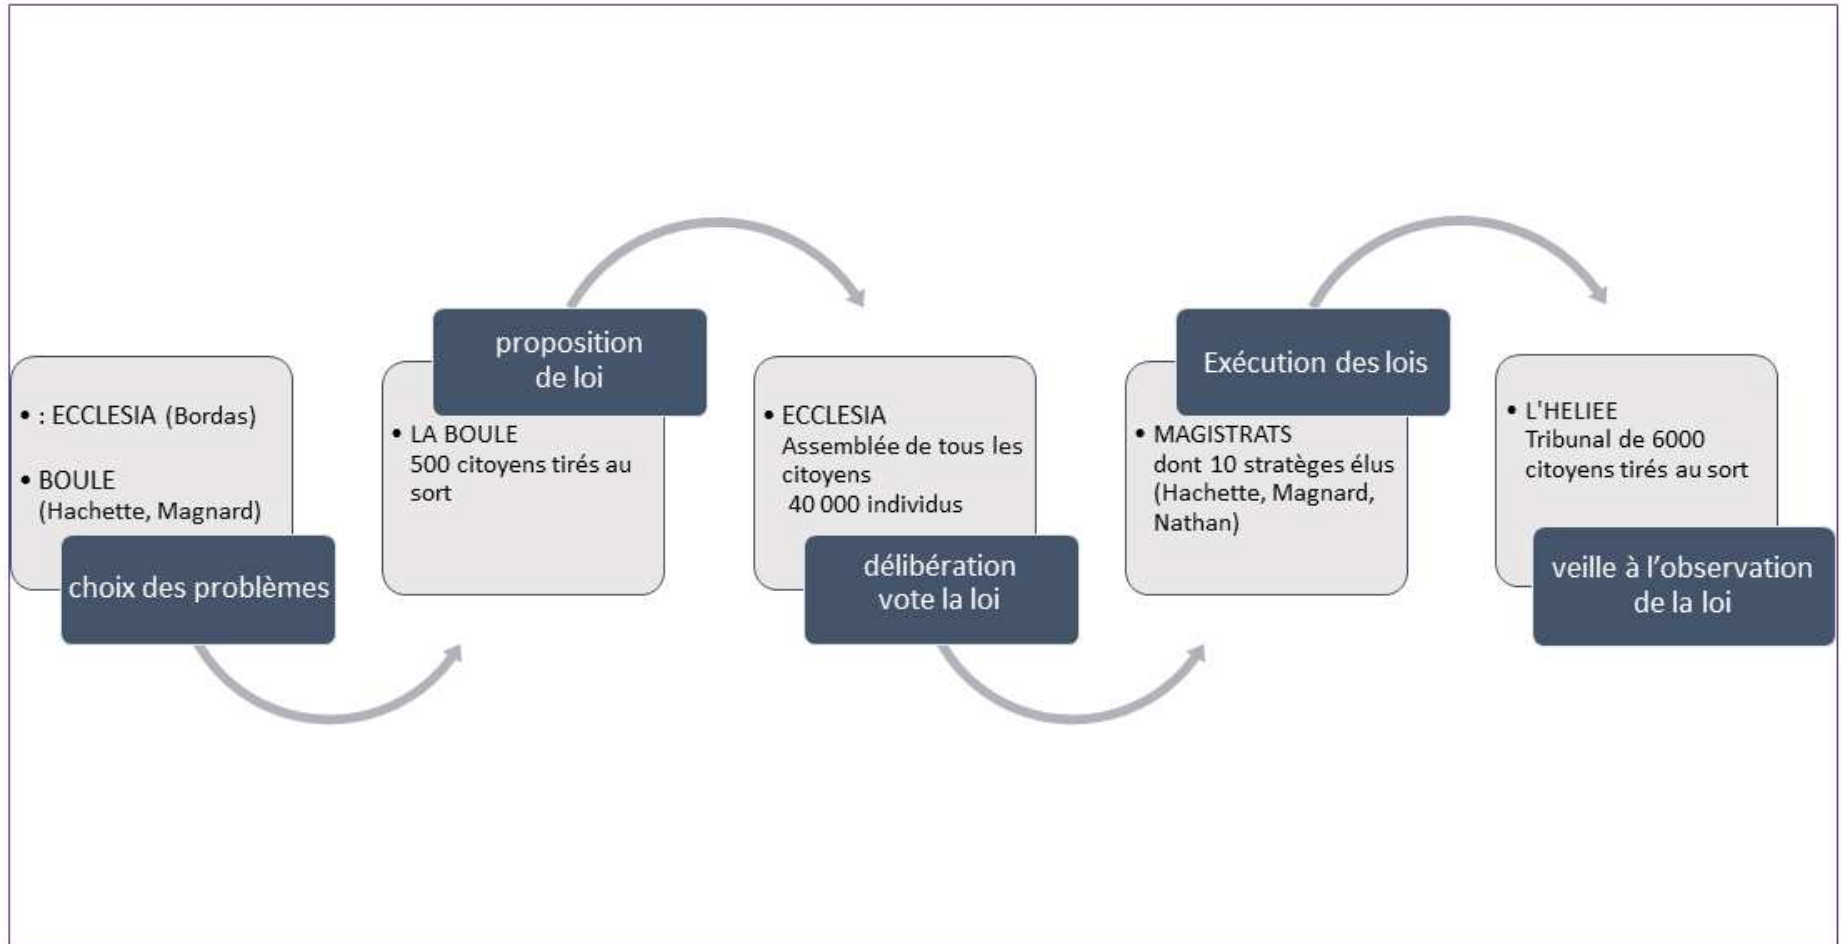 • : ECCLESIA (Bordas)
• BOULE
(Hachette, Magnard)
choix des problèmes
proposition
de loi
• LA BOULE
500 citoyens tirés au
sort
• ECCLESIA
Assemblée de tous les
citoyens
40 000 individus
délibération
vote la loi
Exécution des lois
• MAGISTRATS
dont 10 stratèges élus
(Hachette, Magnard,
Nathan)
• L'HELIEE
Tribunal de 6000
citoyens tirés au sort
veille à l’observation
de la loi